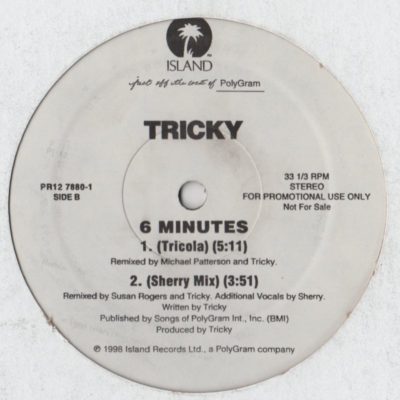 ISLAND
just off the coast of PolyGram
TRICKY
PR12 7880-1
SIDE B
33 1/3 RPM
STEREO
FOR PROMOTIONAL USE ONLY
Not For Sale
6 MINUTES
1. (Tricola) (5:11)
Remixed by Michael Patterson and Tricky.
2. (Sherry Mix) (3:51)
Remixed by Susan Rogers and Tricky. Additional Vocals by Sherry.
Written by Tricky
Published by Songs of PolyGram Int., Inc. (BMI)
Produced by Tricky
℗ 1998 Island Records Ltd., a PolyGram company